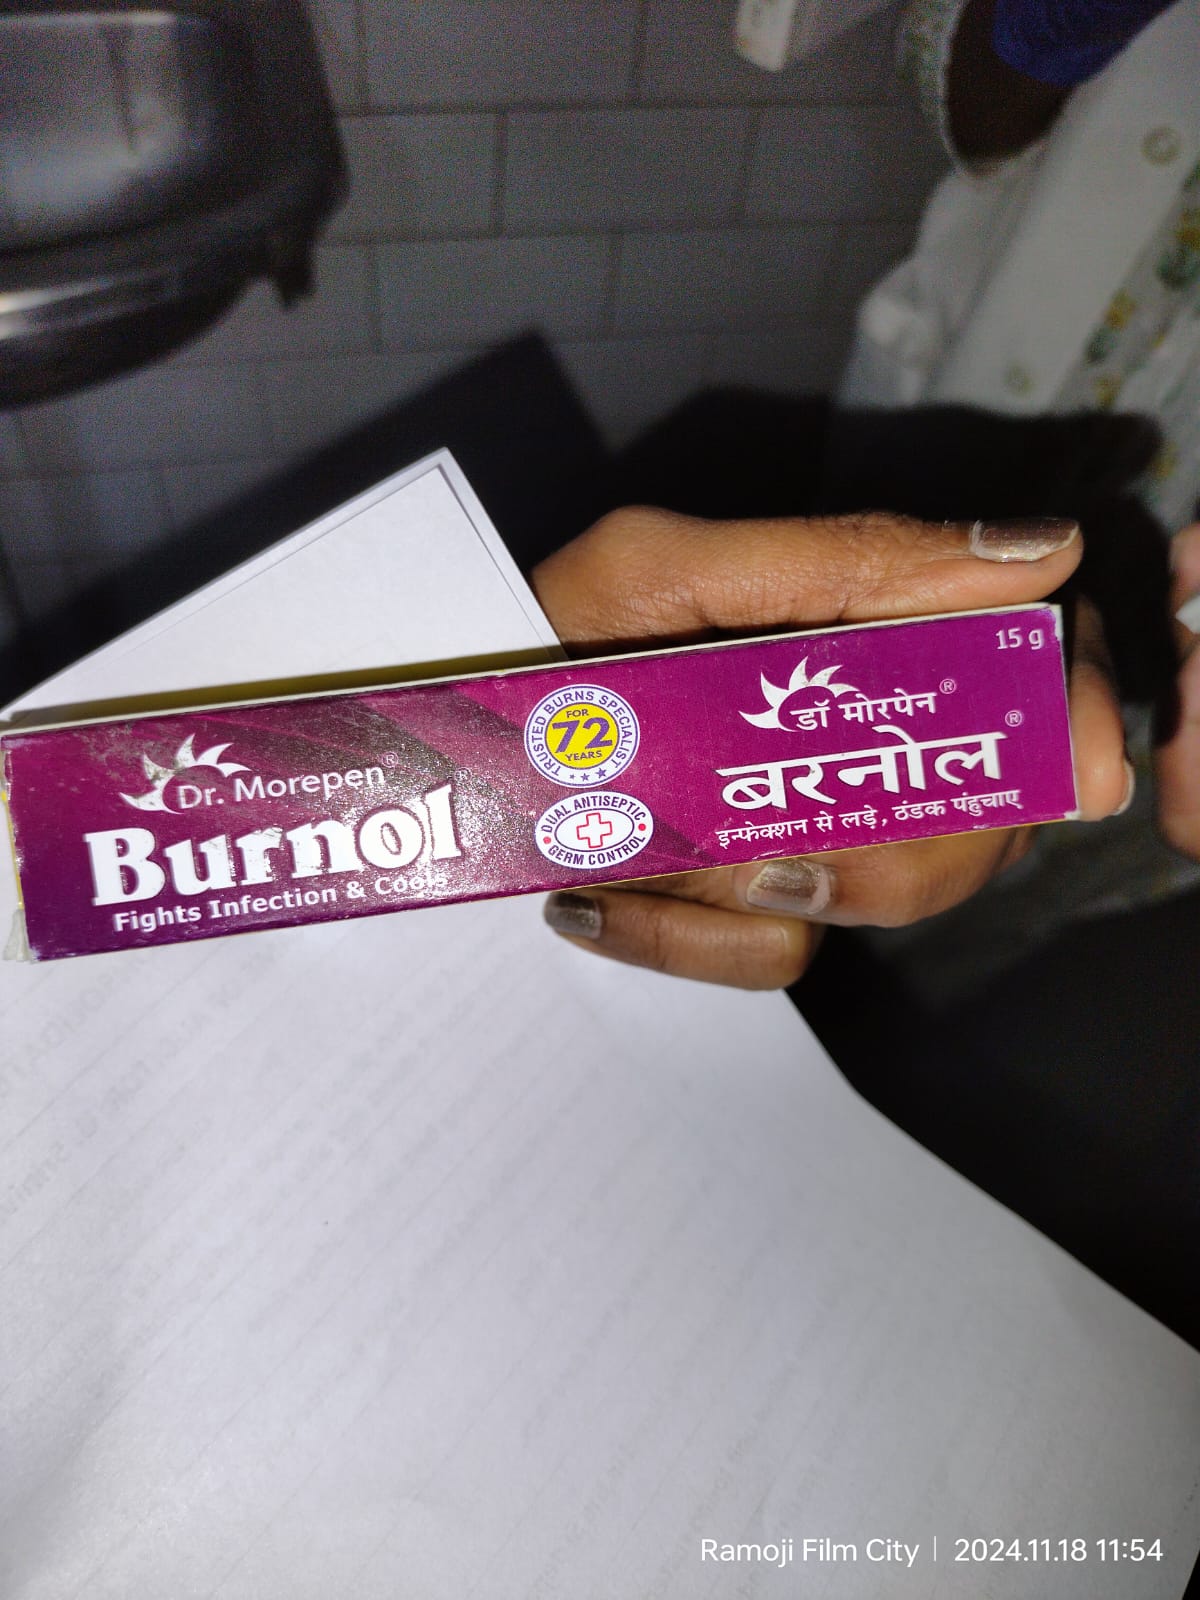 Dr. Morepen®
Burnol®
Fights Infection & Cools
TRUSTED BURNS SPECIALIST
FOR
72
YEARS
DUAL ANTISEPTIC
GERM CONTROL
15 g
डॉ मोरपेन®
बरनोल®
इन्फेक्शन से लड़े, ठंडक पंहुचाए
Ramoji Film City | 2024.11.18 11:54